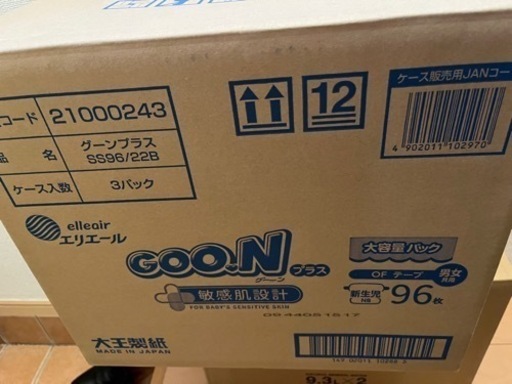 コード 21000243
品 名 グーンプラス
SS96/22B
ケース入数 3パック
12
ケース販売用JANコー
4 902011 102970
elleair
エリエール
GOO.N プラス
グーン
敏感肌設計
FOR BABY'S SENSITIVE SKIN
大容量パック
OF テープ 男女共用
新生児 NB 96枚
大王製紙
MADE IN JAPAN